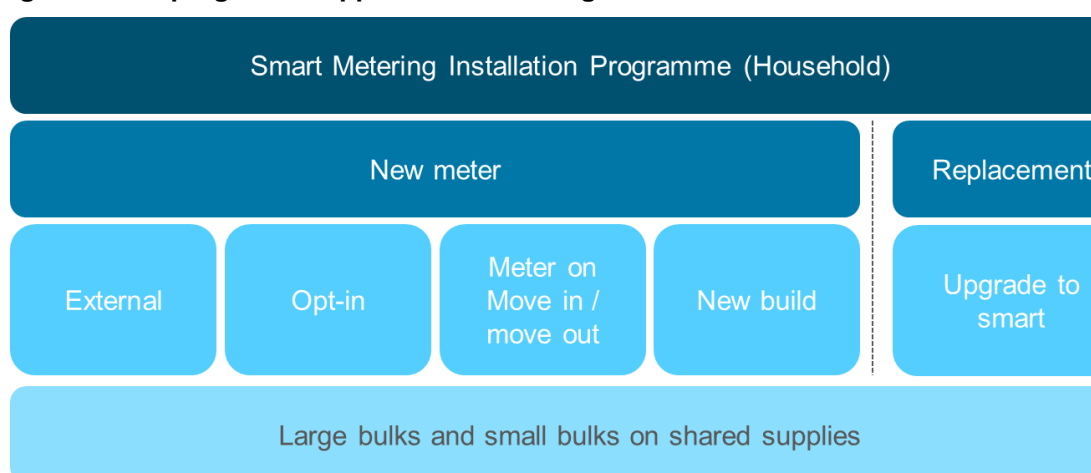 Smart Metering Installation Programme (Household)
New meter
Replacement
External
Opt-in
Meter on
Move in /
move out
New build
Upgrade to
smart
Large bulks and small bulks on shared supplies